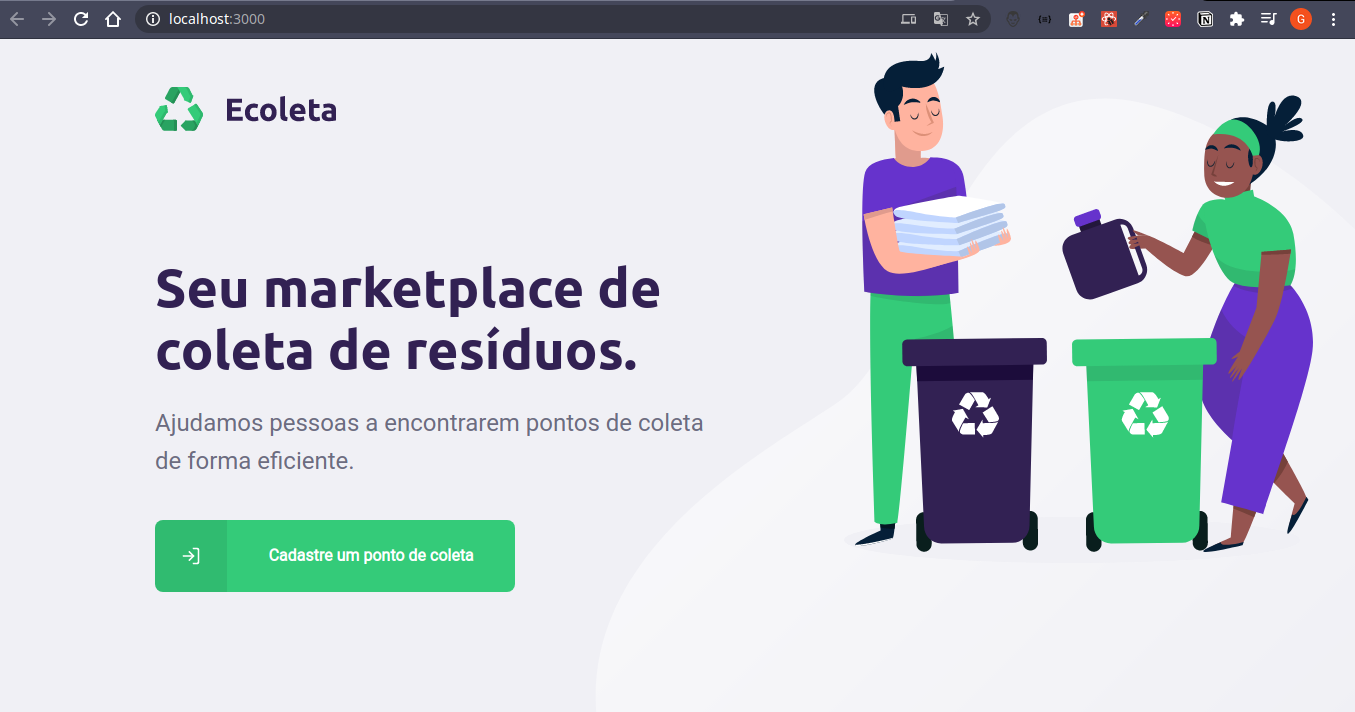 localhost:3000
G
Ecoleta
Seu marketplace de
coleta de resíduos.
Ajudamos pessoas a encontrarem pontos de coleta
de forma eficiente.
Cadastre um ponto de coleta